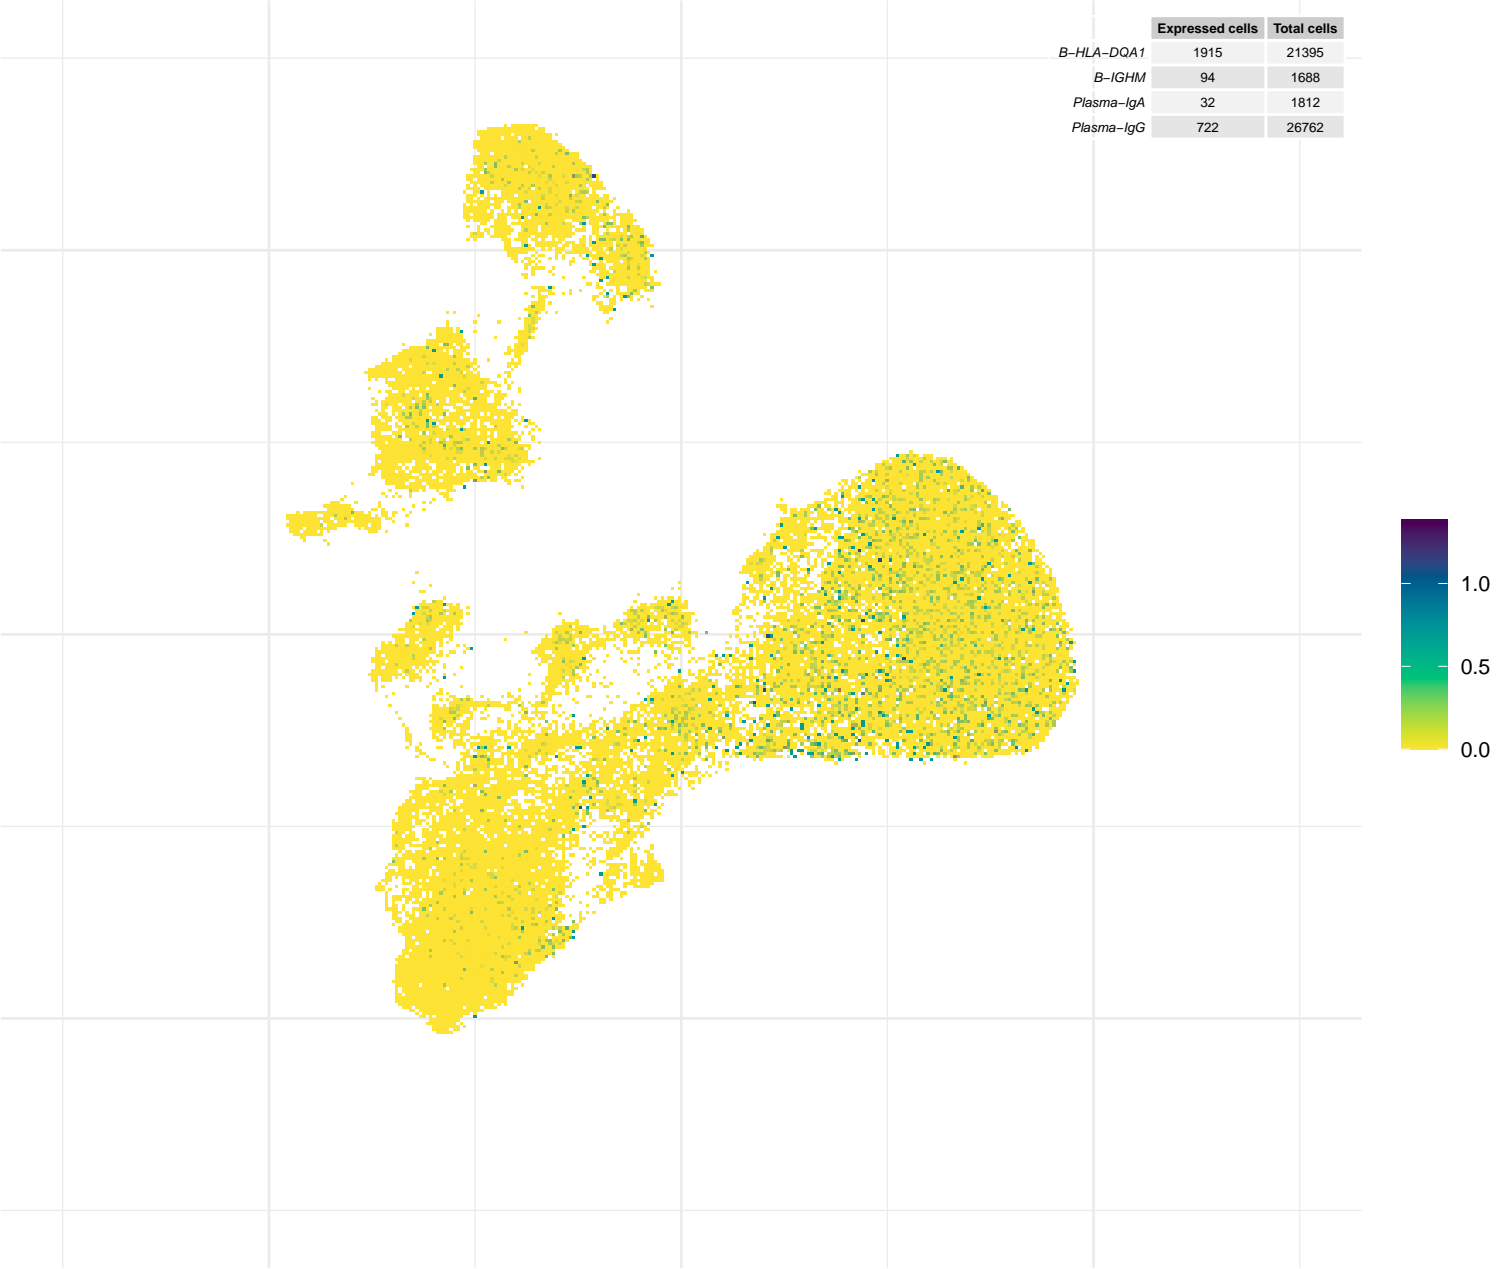 Expressed cells Total cells
B−HLA−DQA1 1915 21395
B−IGHM 94 1688
Plasma−IgA 32 1812
Plasma−IgG 722 26762
1.0
0.5
0.0